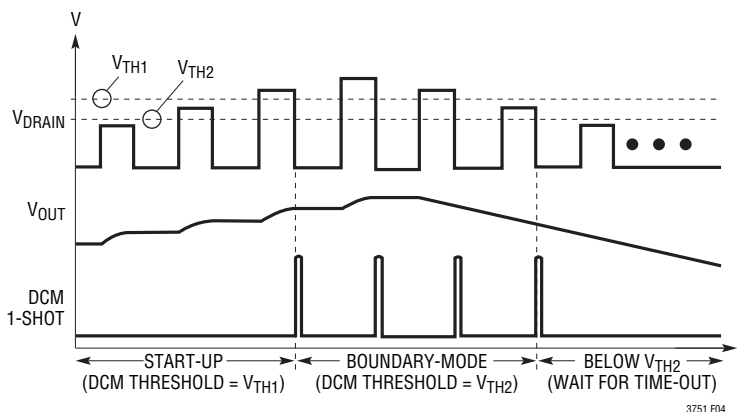 V
V_TH1
V_TH2
V_DRAIN
V_OUT
DCM
1-SHOT
START-UP
(DCM THRESHOLD = V_TH1)
BOUNDARY-MODE
(DCM THRESHOLD = V_TH2)
BELOW V_TH2
(WAIT FOR TIME-OUT)
3751 F04